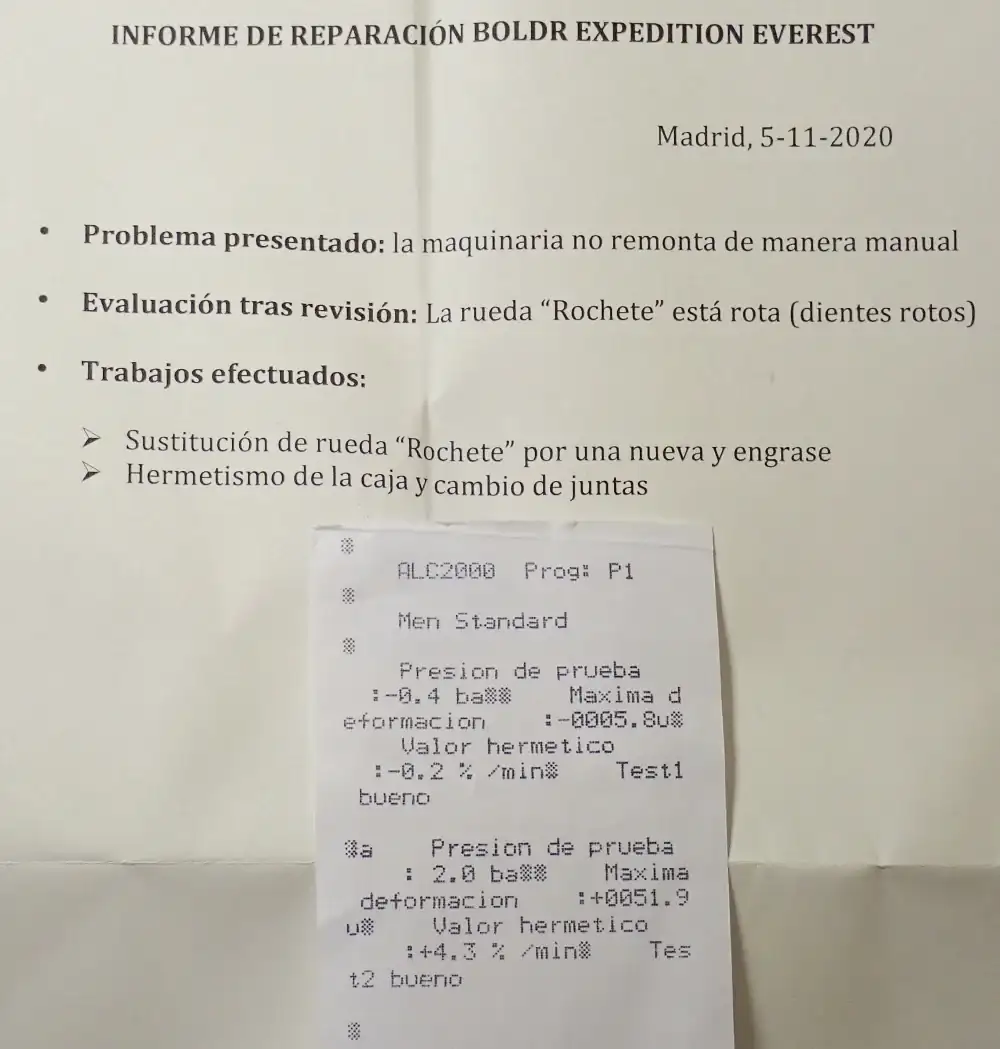 INFORME DE REPARACIÓN BOLDR EXPEDITION EVEREST
Madrid, 5-11-2020
• Problema presentado: la maquinaria no remonta de manera manual
• Evaluación tras revisión: La rueda “Rochete” está rota (dientes rotos)
• Trabajos efectuados:
➢ Sustitución de rueda “Rochete” por una nueva y engrase
➢ Hermetismo de la caja y cambio de juntas
ALC2000 Prog: P1
Men Standard
Presion de prueba
:-0.4 ba Maxima d
eformacion :-0005.8u
Valor hermetico
:-0.2 % /min Test1
bueno
a Presion de prueba
: 2.0 ba Maxima
deformacion :+0051.9
u Valor hermetico
:+4.3 % /min Tes
t2 bueno